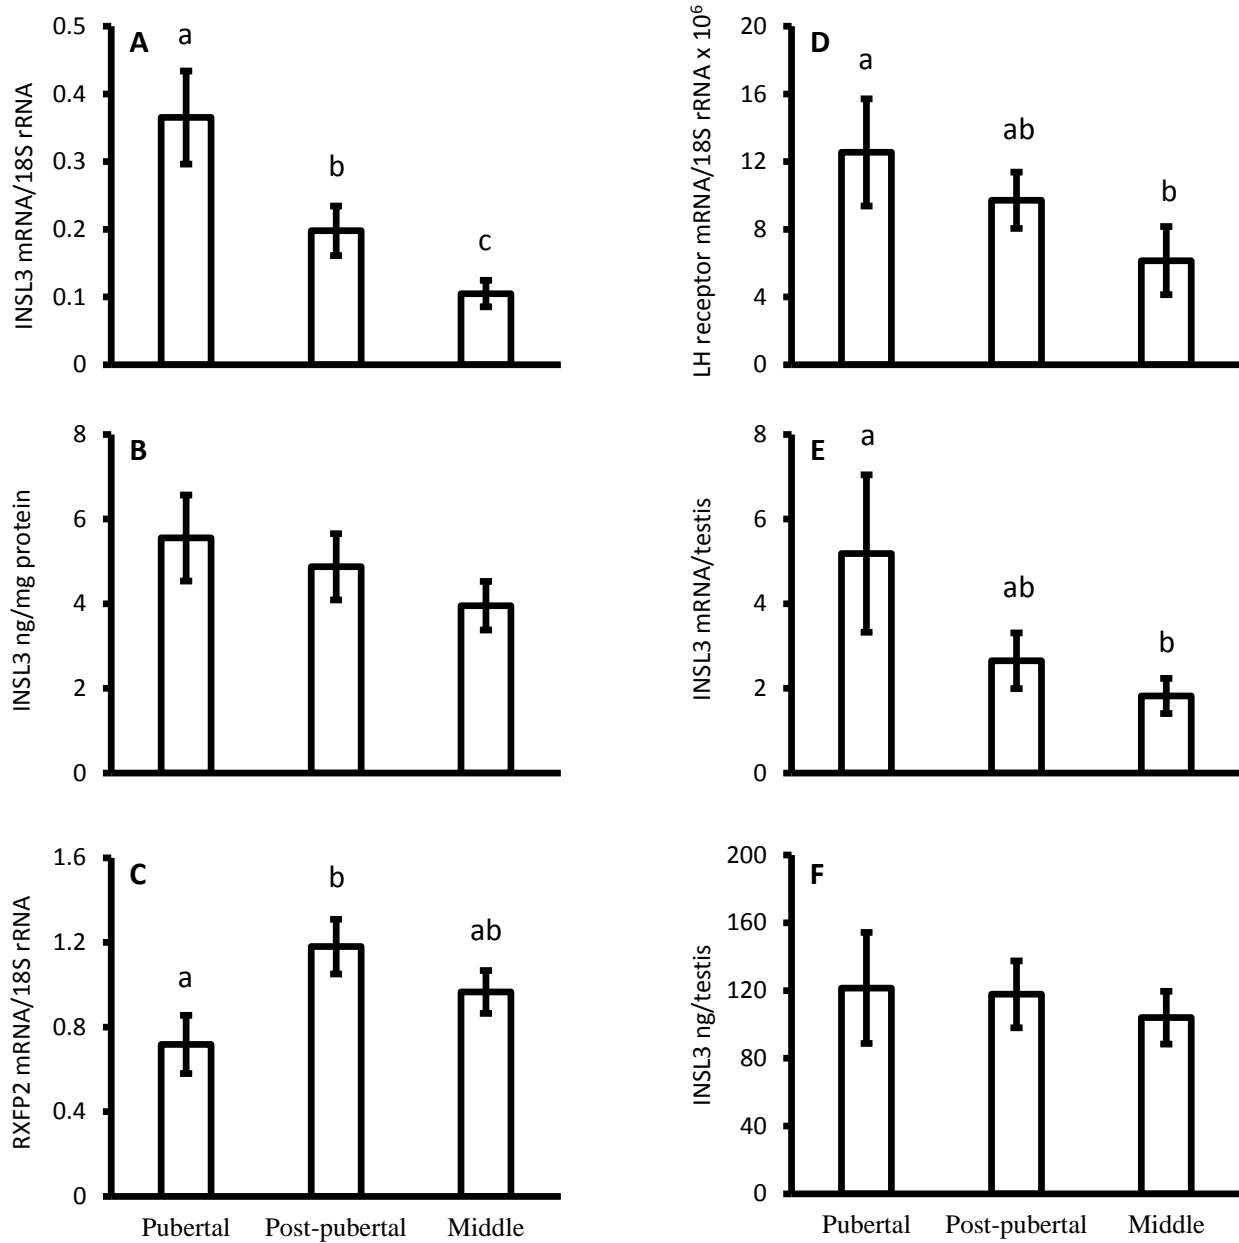 A
INSL3 mRNA/18S rRNA
0.5
0.4
0.3
0.2
0.1
0
a
b
c
D
LH receptor mRNA/18S rRNA x 10⁶
20
16
12
8
4
0
a
ab
b
B
INSL3 ng/mg protein
8
6
4
2
0
E
INSL3 mRNA/testis
8
6
4
2
0
a
ab
b
C
RXFP2 mRNA/18S rRNA
1.6
1.2
0.8
0.4
0
a
b
ab
Pubertal Post-pubertal Middle
F
INSL3 ng/testis
200
160
120
80
40
0
Pubertal Post-pubertal Middle